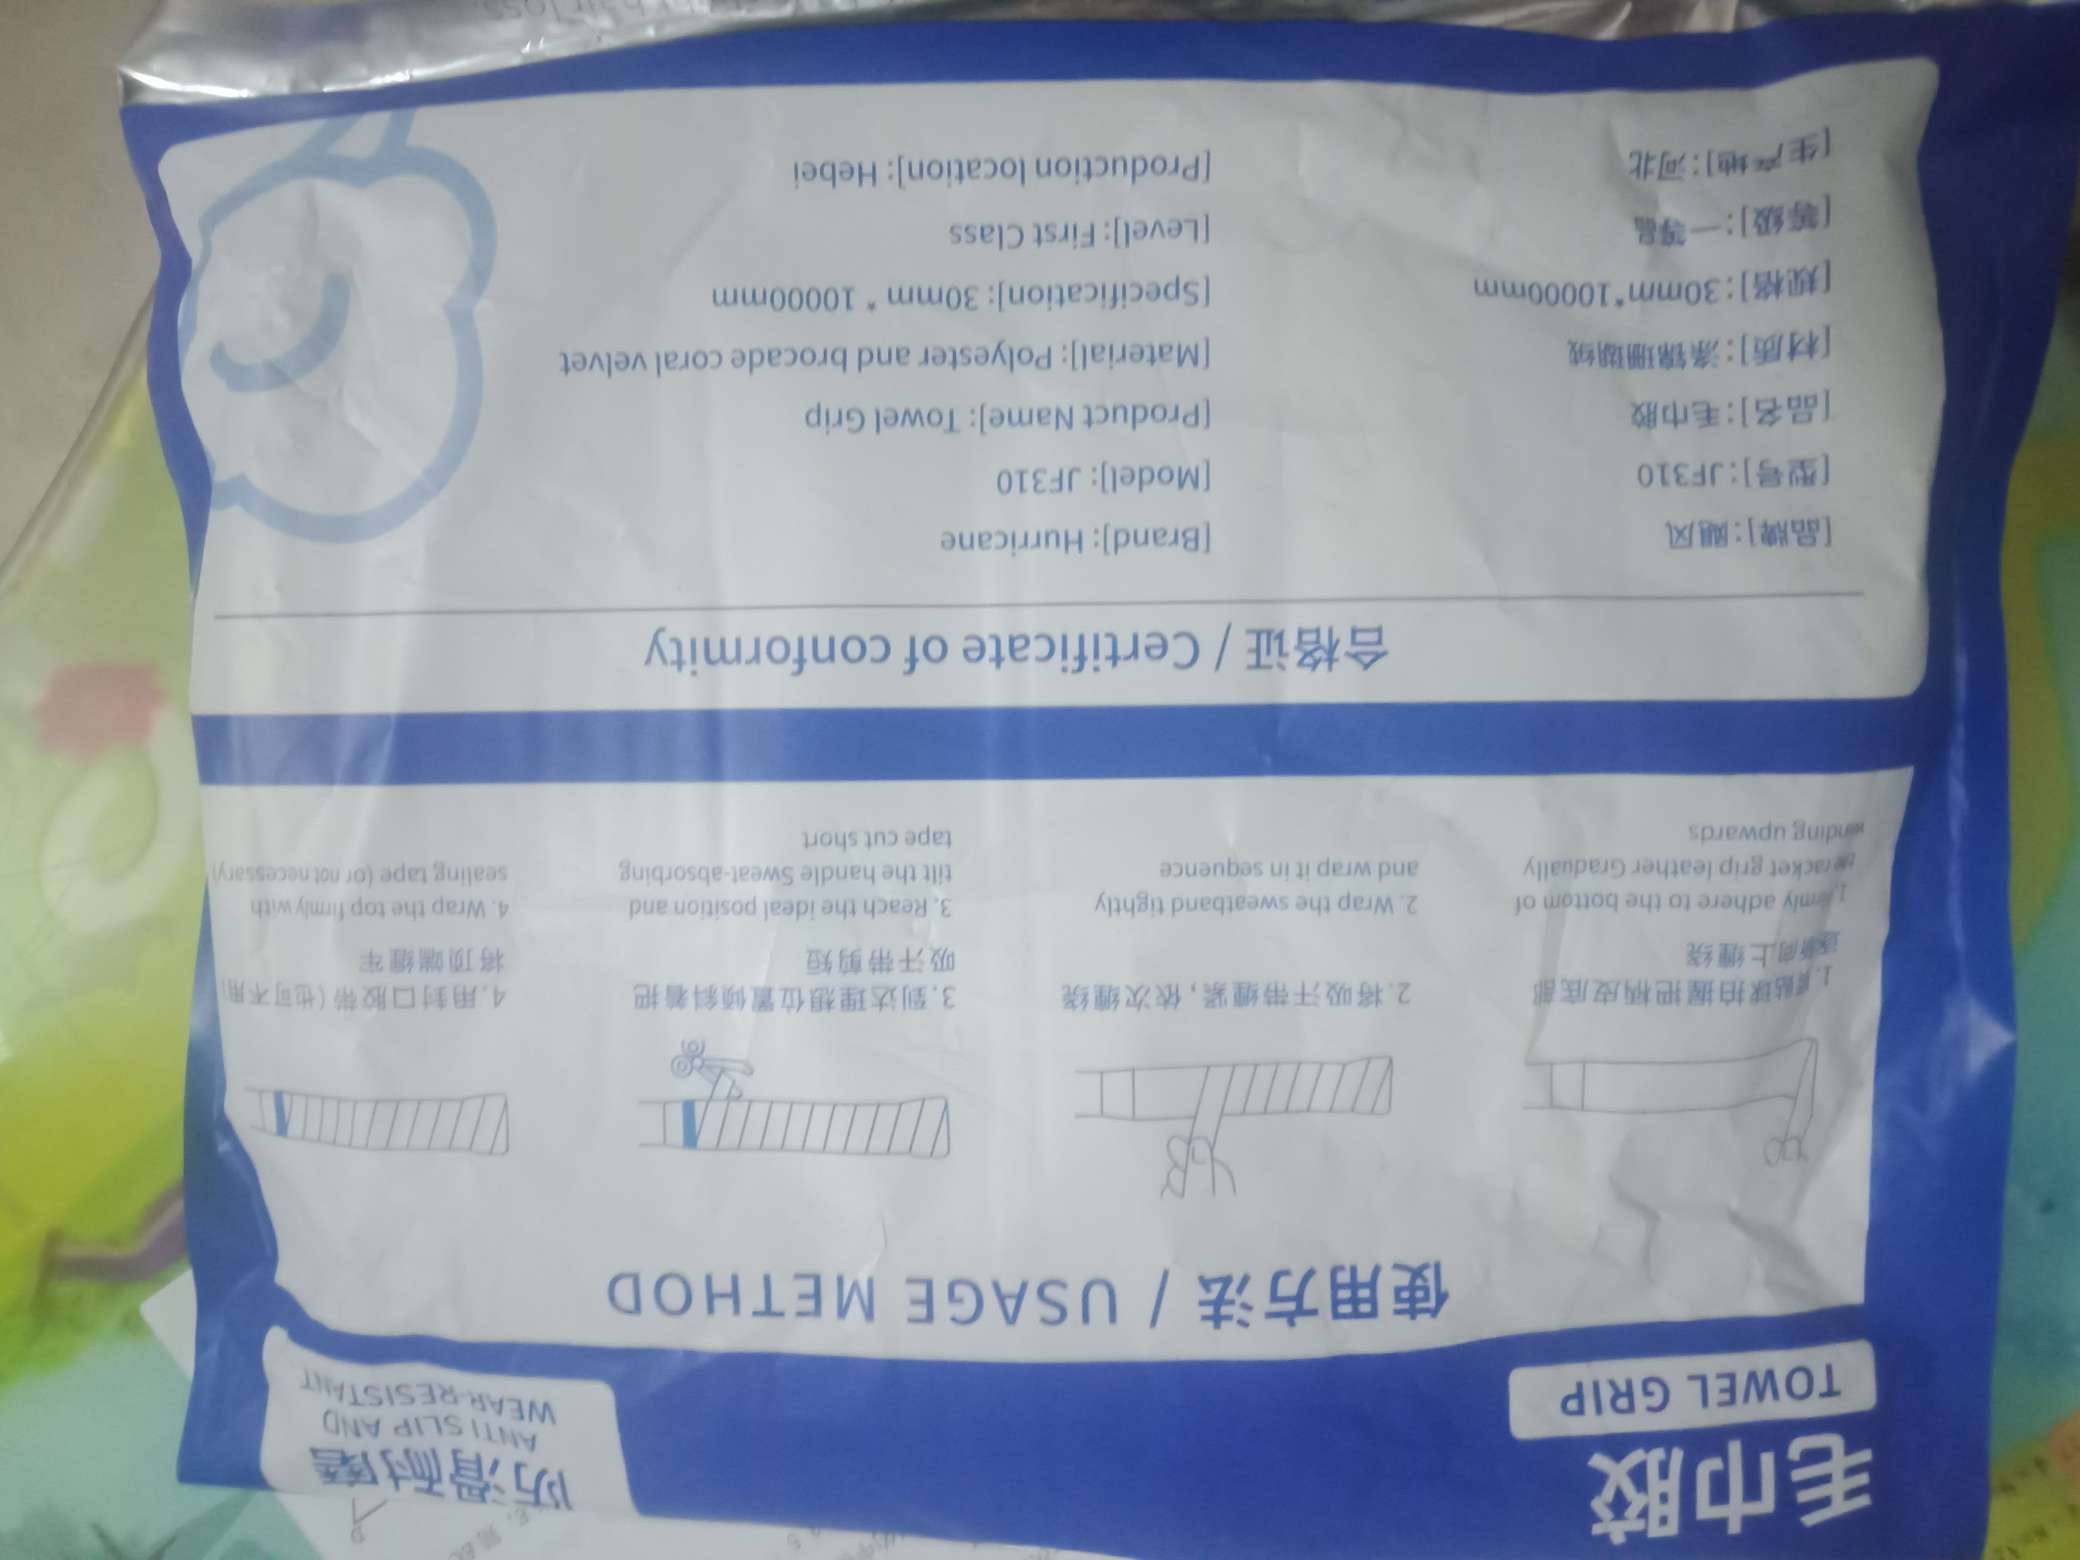 毛巾胶
TOWEL GRIP
防滑耐磨
ANTI SLIP AND
WEAR-RESISTANT
使用方法 / USAGE METHOD
1. 紧贴球拍握把柄皮底部
逐渐向上缠绕
1.Firmly adhere to the bottom of
racket grip leather Gradually
winding upwards
2.将吸汗带缠紧，依次缠绕
2. Wrap the sweatband tightly
and wrap it in sequence
3.到达理想位置倾斜着把
吸汗带剪短
3. Reach the ideal position and
tilt the handle Sweat-absorbing
tape cut short
4.用封口胶带（也可不用）
将顶端缠牢
4. Wrap the top firmly with
sealing tape (or not necessary)
合格证 / Certificate of conformity
[品牌]：飓风
[Brand]: Hurricane
[型号]：JF310
[Model]: JF310
[品名]：毛巾胶
[Product Name]: Towel Grip
[材质]：涤锦珊瑚绒
[Material]: Polyester and brocade coral velvet
[规格]：30mm*10000mm
[Specification]: 30mm * 10000mm
[等级]：一等品
[Level]: First Class
[生产地]：河北
[Production location]: Hebei